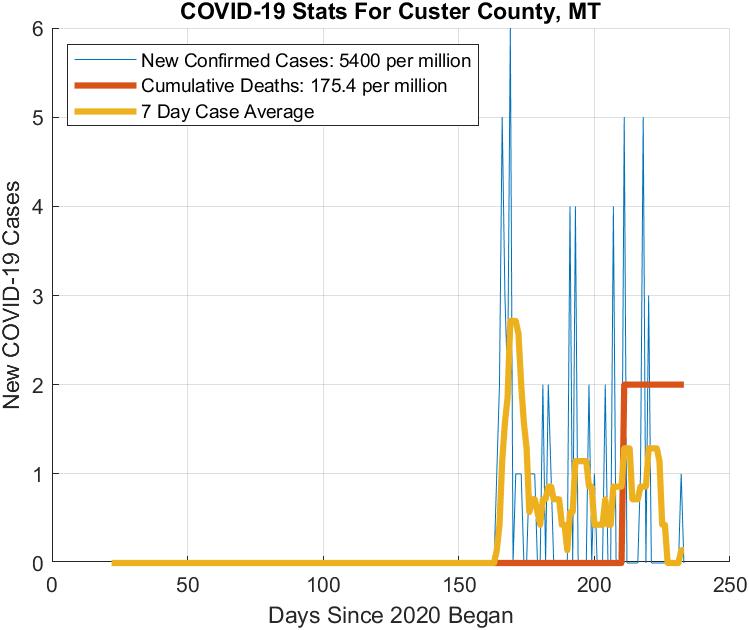 COVID-19 Stats For Custer County, MT
New Confirmed Cases: 5400 per million
Cumulative Deaths: 175.4 per million
7 Day Case Average
New COVID-19 Cases
6
5
4
3
2
1
0
0 50 100 150 200 250
Days Since 2020 Began